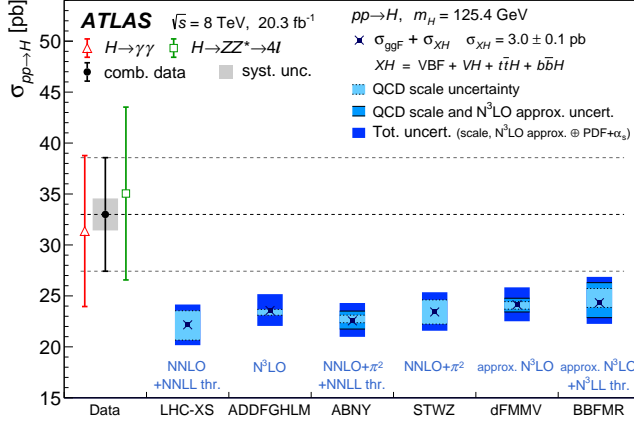 ATLAS √s = 8 TeV, 20.3 fb⁻¹
H→γγ H→ZZ*→4l
comb. data syst. unc.
pp→H, m_H = 125.4 GeV
σ_ggF + σ_XH σ_XH = 3.0 ± 0.1 pb
XH = VBF + VH + tt̅H + bb̅H
QCD scale uncertainty
QCD scale and N³LO approx. uncert.
Tot. uncert. (scale, N³LO approx. ⊕ PDF+α_s)
σ_pp→H [pb]
55
50
45
40
35
30
25
20
15
NNLO +NNLL thr.
N³LO
NNLO+π² +NNLL thr.
NNLO+π²
approx. N³LO
approx. N³LO +N³LL thr.
Data LHC-XS ADDFGHLM ABNY STWZ dFMMV BBFMR